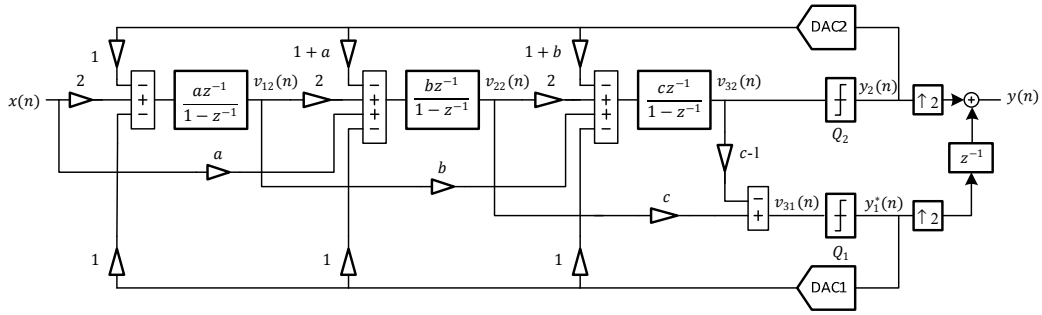 DAC2
1
1 + a
1 + b
x(n)
2
−
+
−
az⁻¹
1 − z⁻¹
v₁₂(n)
2
−
+
+
−
bz⁻¹
1 − z⁻¹
v₂₂(n)
2
−
+
+
−
cz⁻¹
1 − z⁻¹
v₃₂(n)
Q₂
y₂(n)
↑ 2
+
y(n)
a
b
c-1
z⁻¹
c
−
+
v₃₁(n)
Q₁
y₁*(n)
↑ 2
1
1
1
DAC1